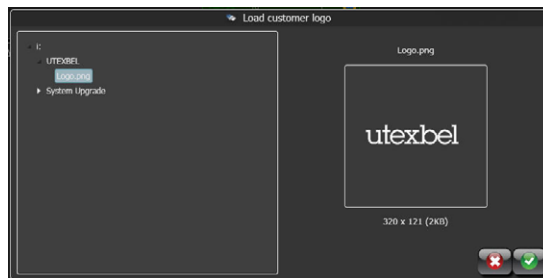 Load customer logo
I:
UTEXBEL
Logo.png
System Upgrade
Logo.png
utexbel
320 x 121 (2KB)